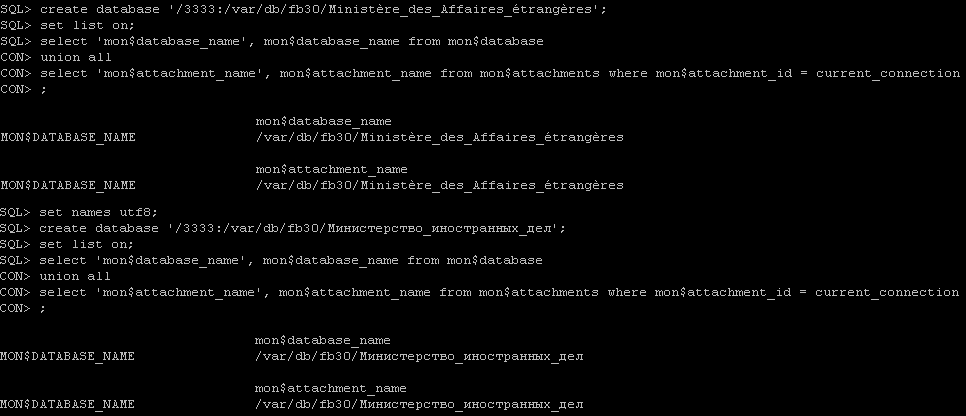 SQL> create database '/3333:/var/db/fb30/Ministère_des_Affaires_étrangères';
SQL> set list on;
SQL> select 'mon$database_name', mon$database_name from mon$database
CON> union all
CON> select 'mon$attachment_name', mon$attachment_name from mon$attachments where mon$attachment_id = current_connection
CON> ;
mon$database_name
MON$DATABASE_NAME /var/db/fb30/Ministère_des_Affaires_étrangères
mon$attachment_name
MON$DATABASE_NAME /var/db/fb30/Ministère_des_Affaires_étrangères
SQL> set names utf8;
SQL> create database '/3333:/var/db/fb30/Министерство_иностранных_дел';
SQL> set list on;
SQL> select 'mon$database_name', mon$database_name from mon$database
CON> union all
CON> select 'mon$attachment_name', mon$attachment_name from mon$attachments where mon$attachment_id = current_connection
CON> ;
mon$database_name
MON$DATABASE_NAME /var/db/fb30/Министерство_иностранных_дел
mon$attachment_name
MON$DATABASE_NAME /var/db/fb30/Министерство_иностранных_дел